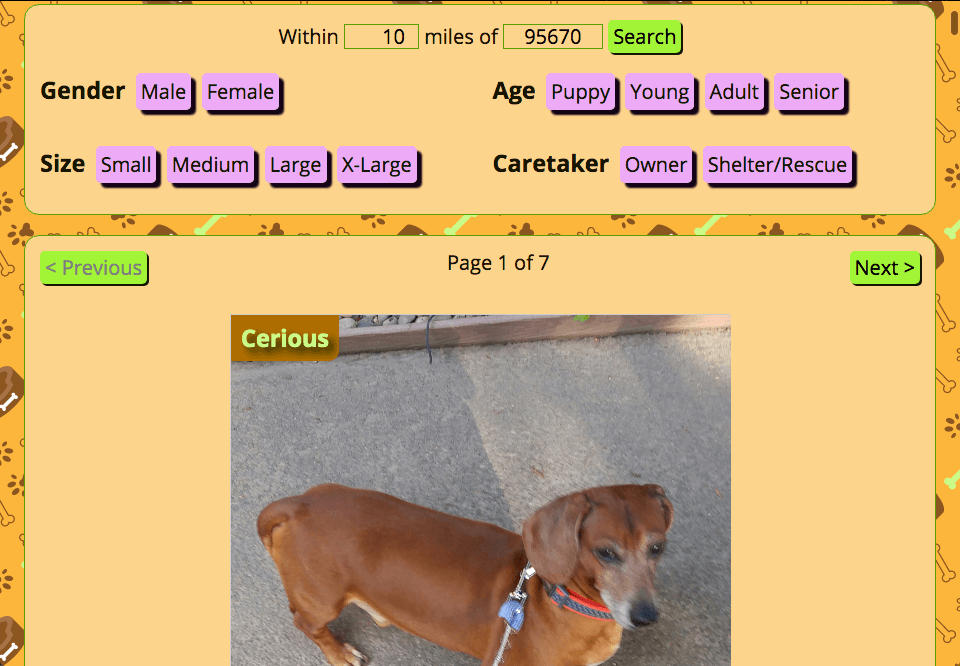 Within 10 miles of 95670 Search
Gender Male Female
Age Puppy Young Adult Senior
Size Small Medium Large X-Large
Caretaker Owner Shelter/Rescue
< Previous Page 1 of 7 Next >
Cerious